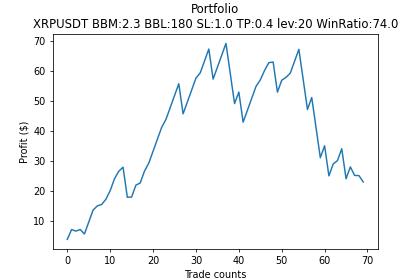 Portfolio
XRPUSDT BBM:2.3 BBL:180 SL:1.0 TP:0.4 lev:20 WinRatio:74.0
70
60
50
40
30
20
10
Profit ($)
0 10 20 30 40 50 60 70
Trade counts